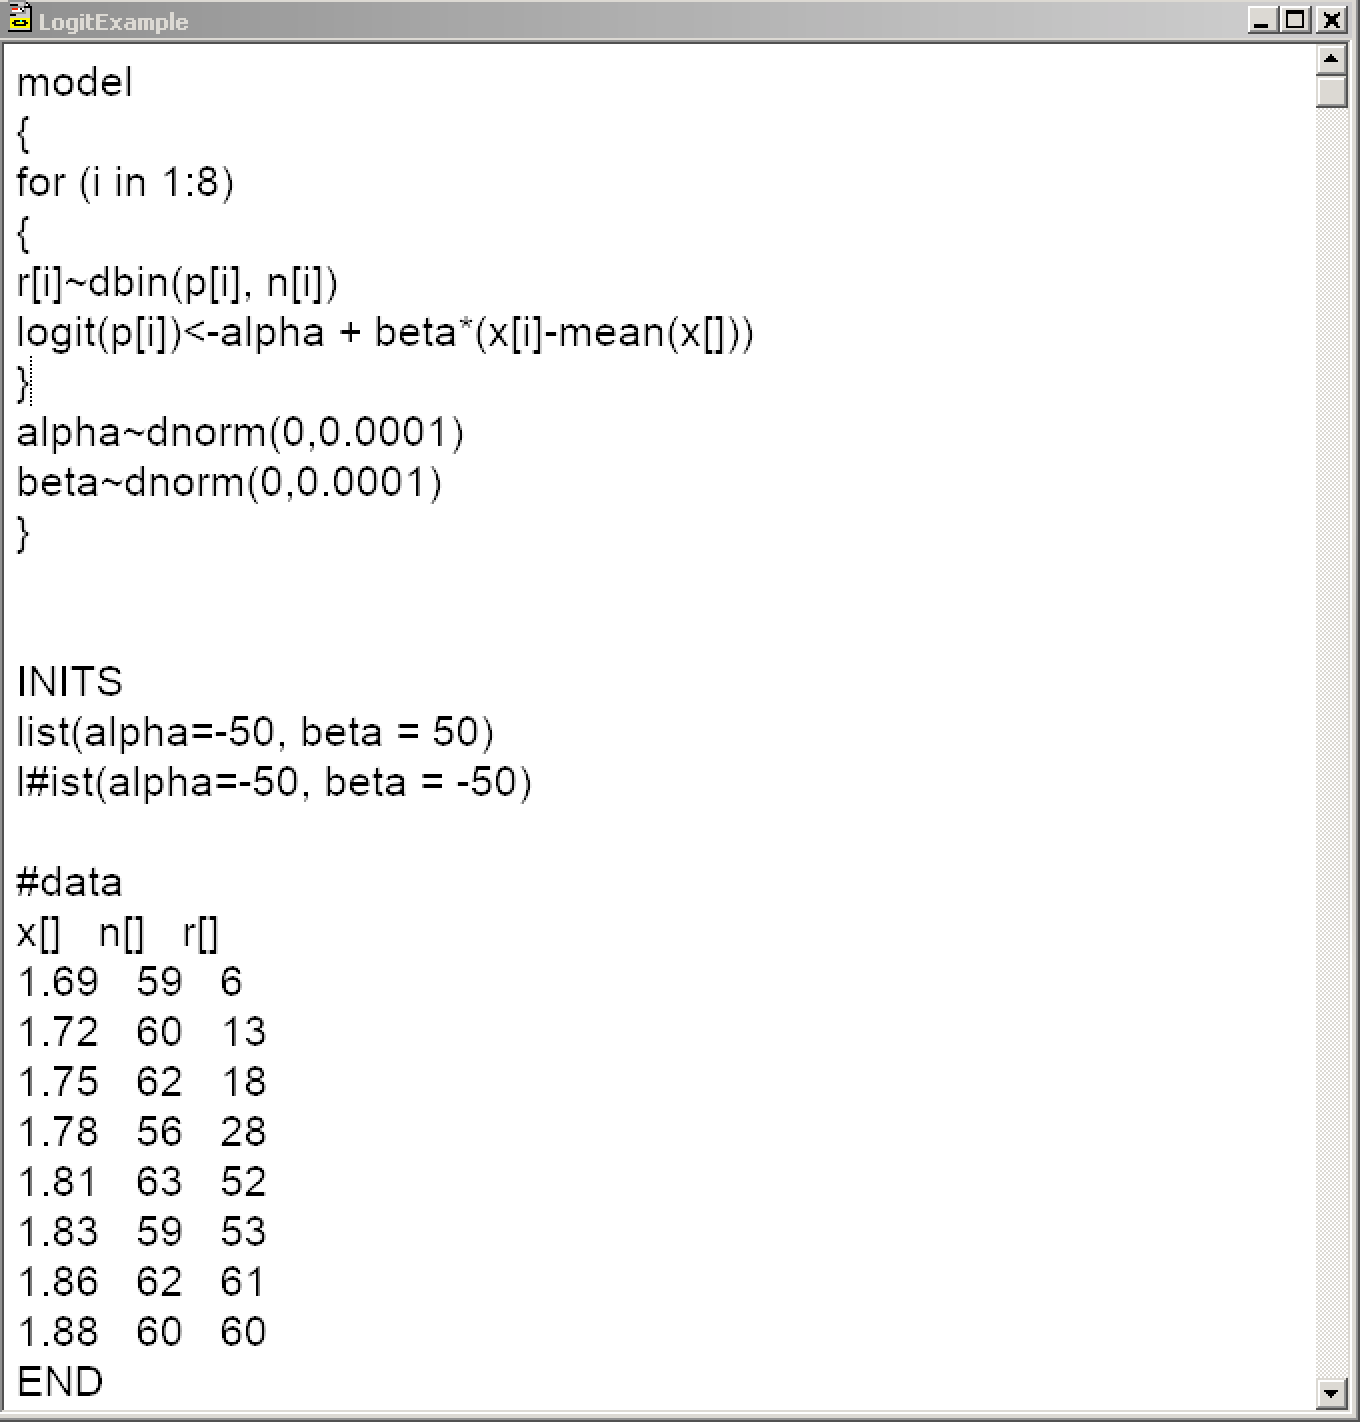 LogitExample
model
{
for (i in 1:8)
{
r[i]~dbin(p[i], n[i])
logit(p[i])<-alpha + beta*(x[i]-mean(x[]))
}
alpha~dnorm(0,0.0001)
beta~dnorm(0,0.0001)
}
INITS
list(alpha=-50, beta = 50)
l#ist(alpha=-50, beta = -50)
#data
x[] n[] r[]
1.69 59 6
1.72 60 13
1.75 62 18
1.78 56 28
1.81 63 52
1.83 59 53
1.86 62 61
1.88 60 60
END